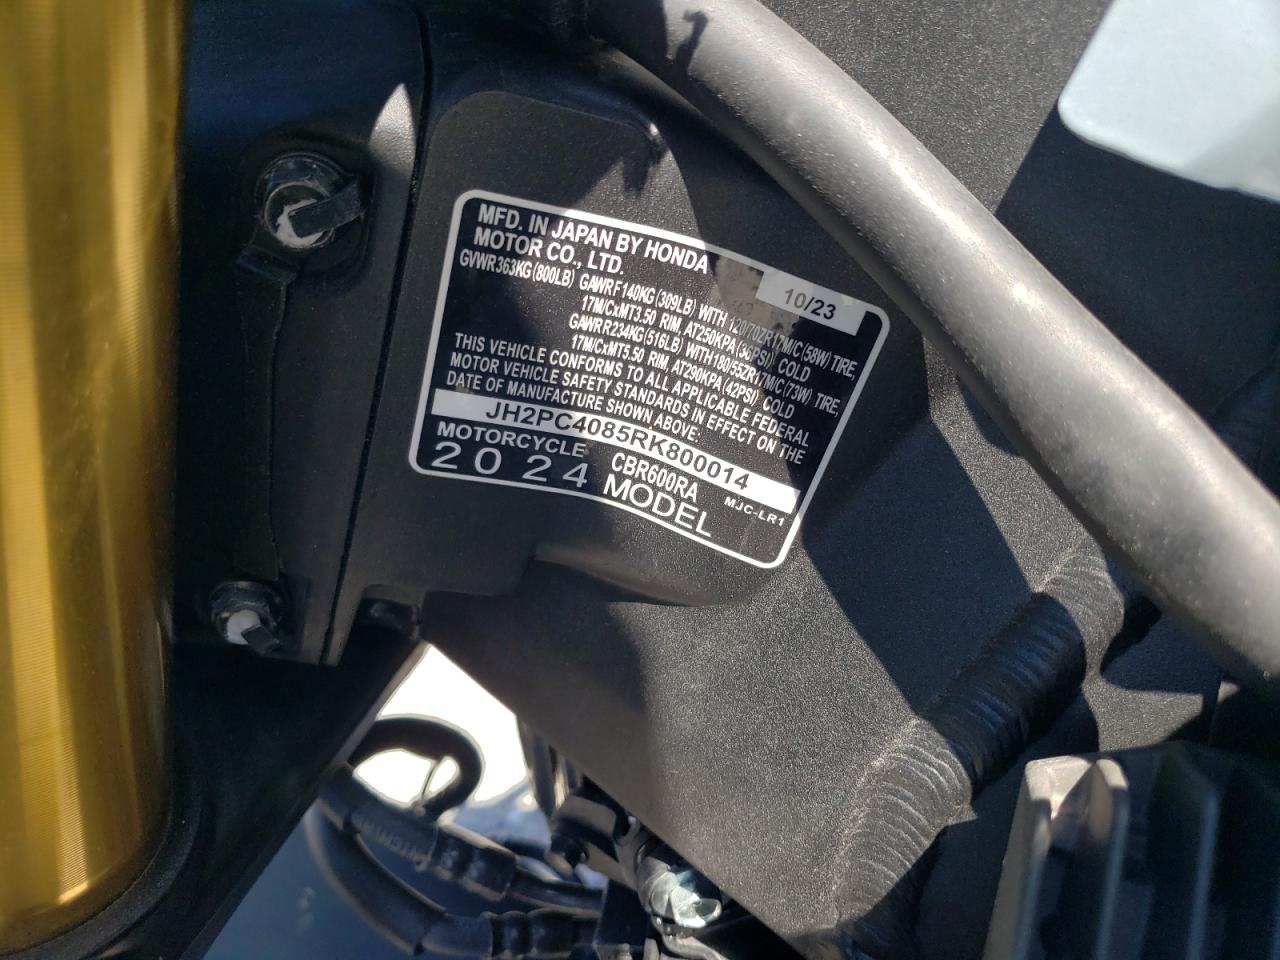 MFD. IN JAPAN BY HONDA
MOTOR CO., LTD.
10/23
GVWR363KG(800LB) GAWRF140KG(309LB) WITH 120/70ZR17M/C(58W) TIRE,
17M/CxMT3.50 RIM, AT250KPA(36PSI) COLD
GAWRR234KG(516LB) WITH180/55ZR17M/C(73W) TIRE,
17M/CxMT5.50 RIM, AT290KPA(42PSI) COLD
THIS VEHICLE CONFORMS TO ALL APPLICABLE FEDERAL
MOTOR VEHICLE SAFETY STANDARDS IN EFFECT ON THE
DATE OF MANUFACTURE SHOWN ABOVE:
JH2PC4085RK800014
MOTORCYCLE CBR600RA MJC-LR1
2024 MODEL